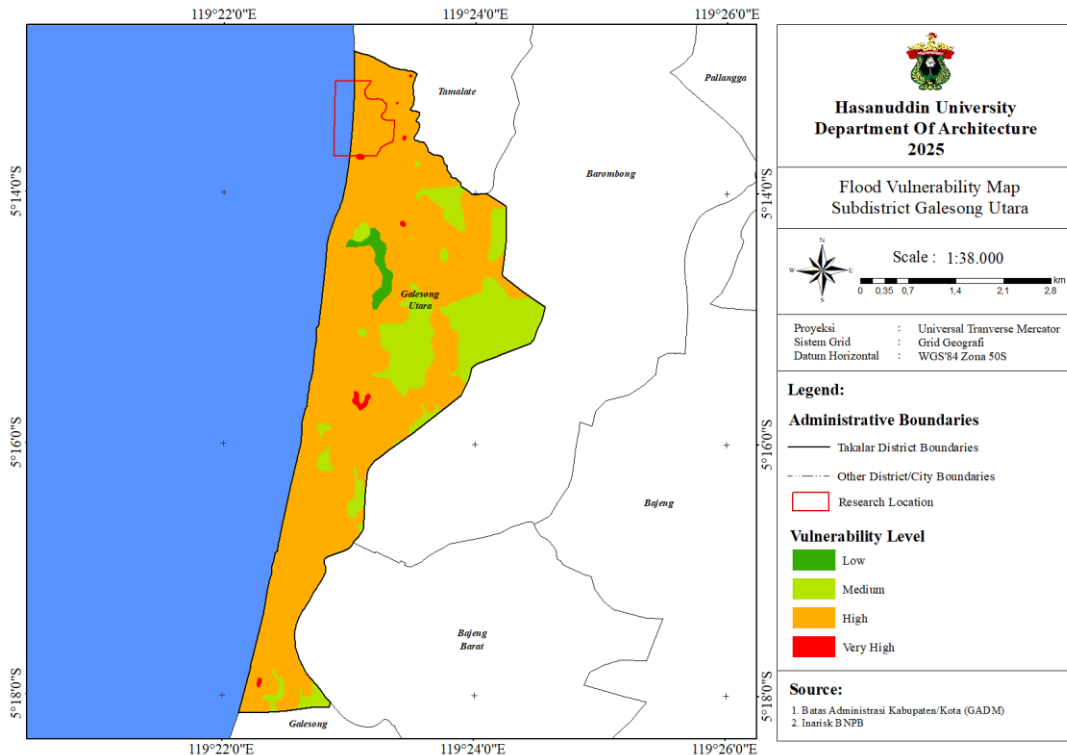 119°22'0"E
119°24'0"E
119°26'0"E
5°14'0"S
5°16'0"S
5°18'0"S
Tamalate
Pallangga
Barombong
Galesong
Utara
Bajeng
Bajeng
Barat
Galesong
5°14'0"S
5°16'0"S
5°18'0"S
119°22'0"E
119°24'0"E
119°26'0"E
Hasanuddin University
Department Of Architecture
2025
Flood Vulnerability Map
Subdistrict Galesong Utara
N
W E
S
Scale : 1:38.000
km
0 0,35 0,7 1,4 2,1 2,8
Proyeksi : Universal Tranverse Mercator
Sistem Grid : Grid Geografi
Datum Horizontal : WGS'84 Zona 50S
Legend:
Administrative Boundaries
Takalar District Boundaries
Other District/City Boundaries
Research Location
Vulnerability Level
Low
Medium
High
Very High
Source:
1. Batas Administrasi Kabupaten/Kota (GADM)
2. Inarisk BNPB